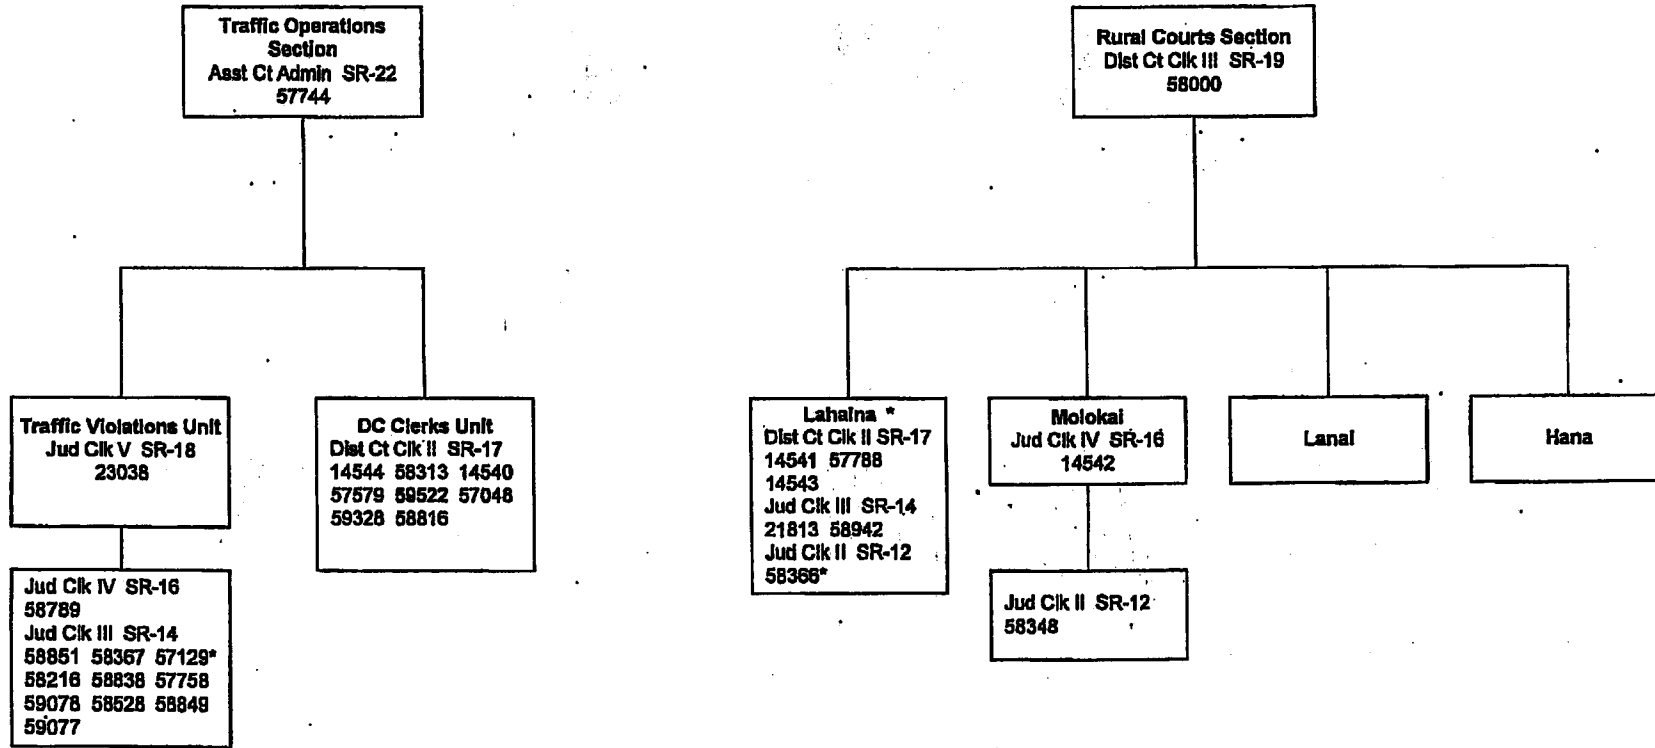 Traffic Operations
Section
Asst Ct Admin SR-22
57744
Rural Courts Section
Dist Ct Clk III SR-19
58000
Traffic Violations Unit
Jud Clk V SR-18
23038
DC Clerks Unit
Dist Ct Clk II SR-17
14544 58313 14540
57579 59522 57048
59328 58816
Lahaina *
Dist Ct Clk II SR-17
14541 57788
14543
Jud Clk III SR-14
21813 58942
Jud Clk II SR-12
58366*
Molokai
Jud Clk IV SR-16
14542
Lanai
Hana
Jud Clk IV SR-16
58789
Jud Clk III SR-14
58851 58367 57129*
58216 58838 57758
59078 58528 58849
59077
Jud Clk II SR-12
58348